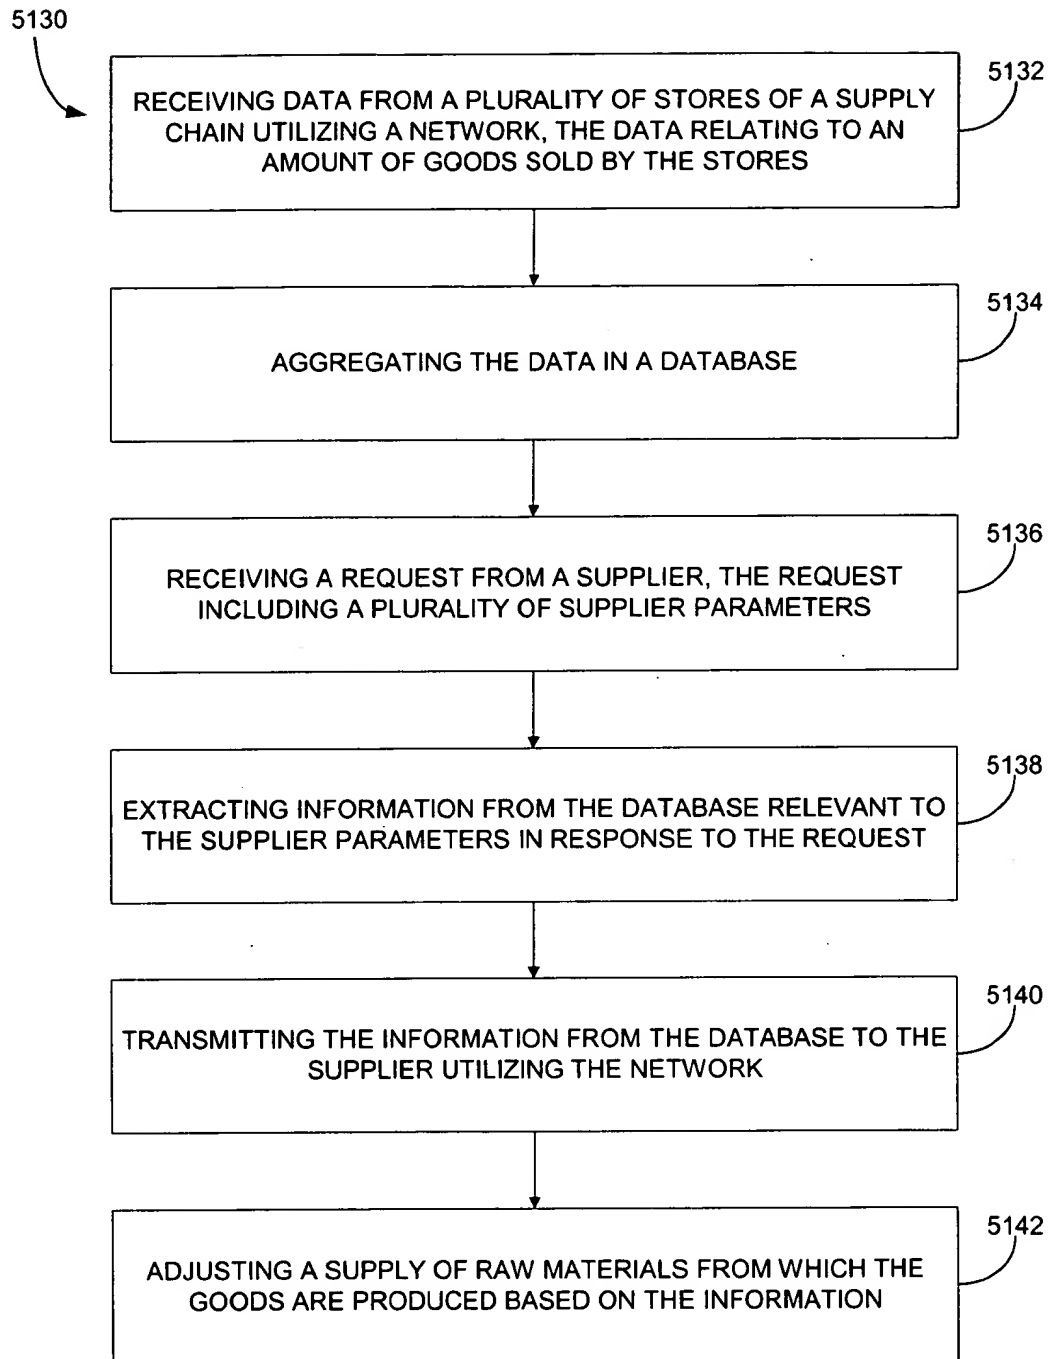 5130
5132
RECEIVING DATA FROM A PLURALITY OF STORES OF A SUPPLY
CHAIN UTILIZING A NETWORK, THE DATA RELATING TO AN
AMOUNT OF GOODS SOLD BY THE STORES
5134
AGGREGATING THE DATA IN A DATABASE
5136
RECEIVING A REQUEST FROM A SUPPLIER, THE REQUEST
INCLUDING A PLURALITY OF SUPPLIER PARAMETERS
5138
EXTRACTING INFORMATION FROM THE DATABASE RELEVANT TO
THE SUPPLIER PARAMETERS IN RESPONSE TO THE REQUEST
5140
TRANSMITTING THE INFORMATION FROM THE DATABASE TO THE
SUPPLIER UTILIZING THE NETWORK
5142
ADJUSTING A SUPPLY OF RAW MATERIALS FROM WHICH THE
GOODS ARE PRODUCED BASED ON THE INFORMATION